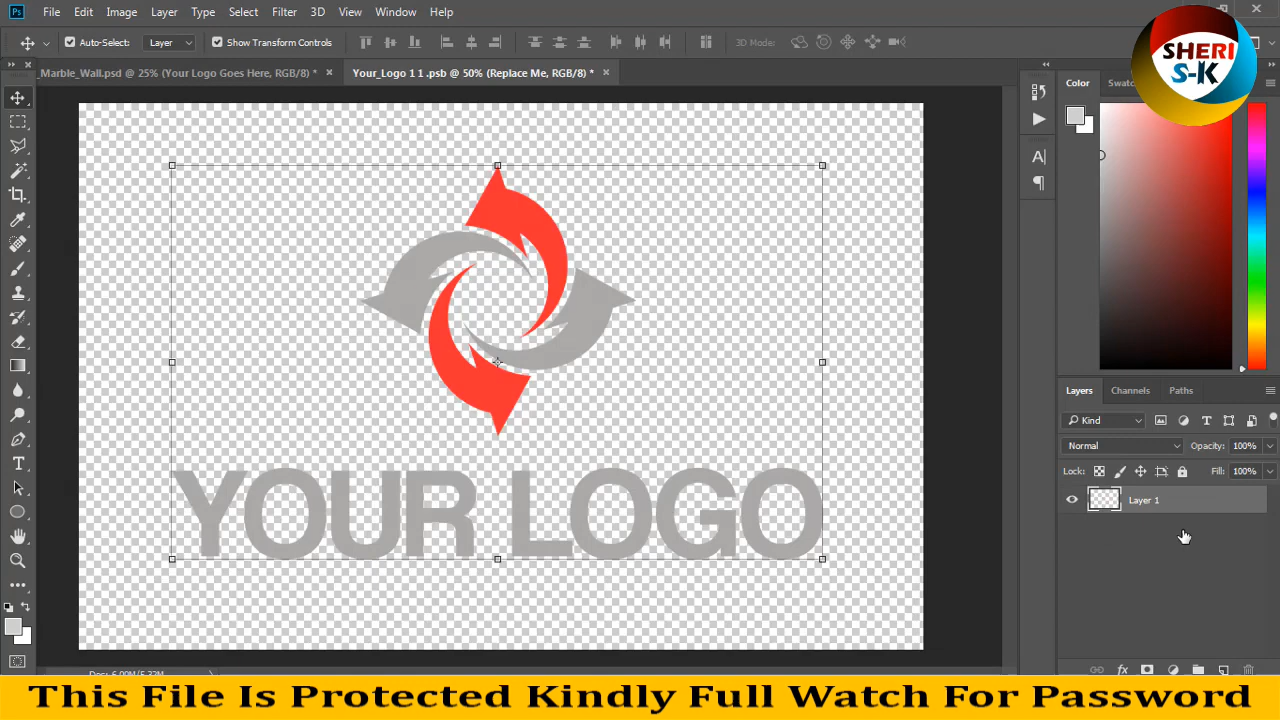 Ps File Edit Image Layer Type Select Filter 3D View Window Help
Auto-Select: Layer Show Transform Controls 3D Mode:
_Marble_Wall.psd @ 25% (Your Logo Goes Here, RGB/8) * × Your_Logo 1 1 .psb @ 50% (Replace Me, RGB/8) * ×
SHERI
S-K
Color Swatc
A|
YOUR LOGO
Layers Channels Paths
Kind
Normal Opacity: 100%
Lock: Fill: 100%
Layer 1
fx
This File Is Protected Kindly Full Watch For Password